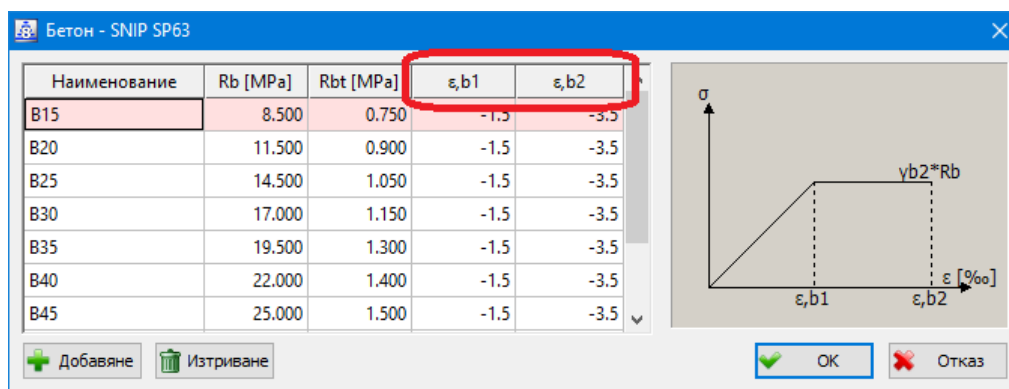 Бетон - SNIP SP63
Наименование Rb [MPa] Rbt [MPa] ε,b1 ε,b2
B15 8.500 0.750 -1.5 -3.5
B20 11.500 0.900 -1.5 -3.5
B25 14.500 1.050 -1.5 -3.5
B30 17.000 1.150 -1.5 -3.5
B35 19.500 1.300 -1.5 -3.5
B40 22.000 1.400 -1.5 -3.5
B45 25.000 1.500 -1.5 -3.5
σ
γb2*Rb
ε [‰]
ε,b1 ε,b2
Добавяне Изтриване OK Отказ